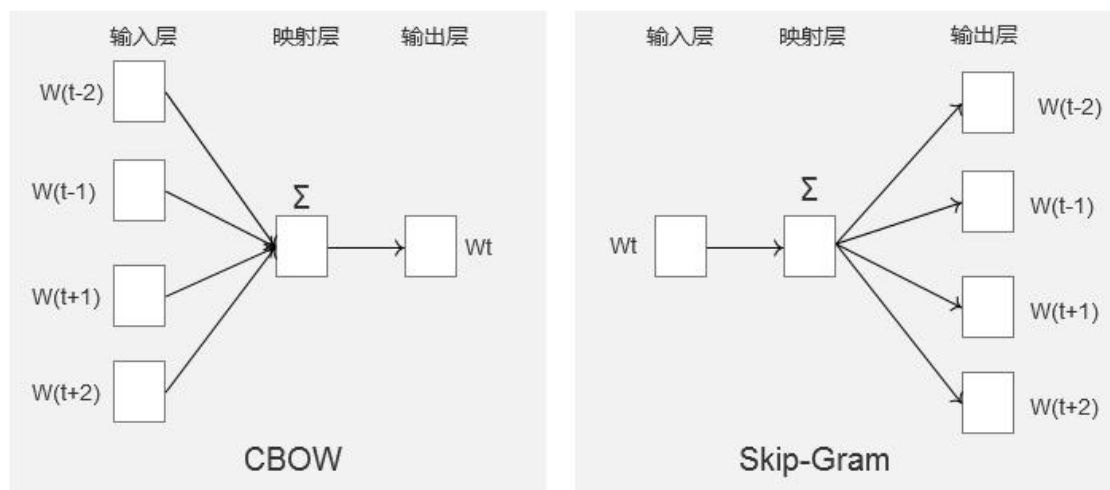 输入层 映射层 输出层
W(t-2)
W(t-1)
Σ
Wt
W(t+1)
W(t+2)
CBOW
输入层 映射层 输出层
W(t-2)
Σ
W(t-1)
Wt
W(t+1)
W(t+2)
Skip-Gram